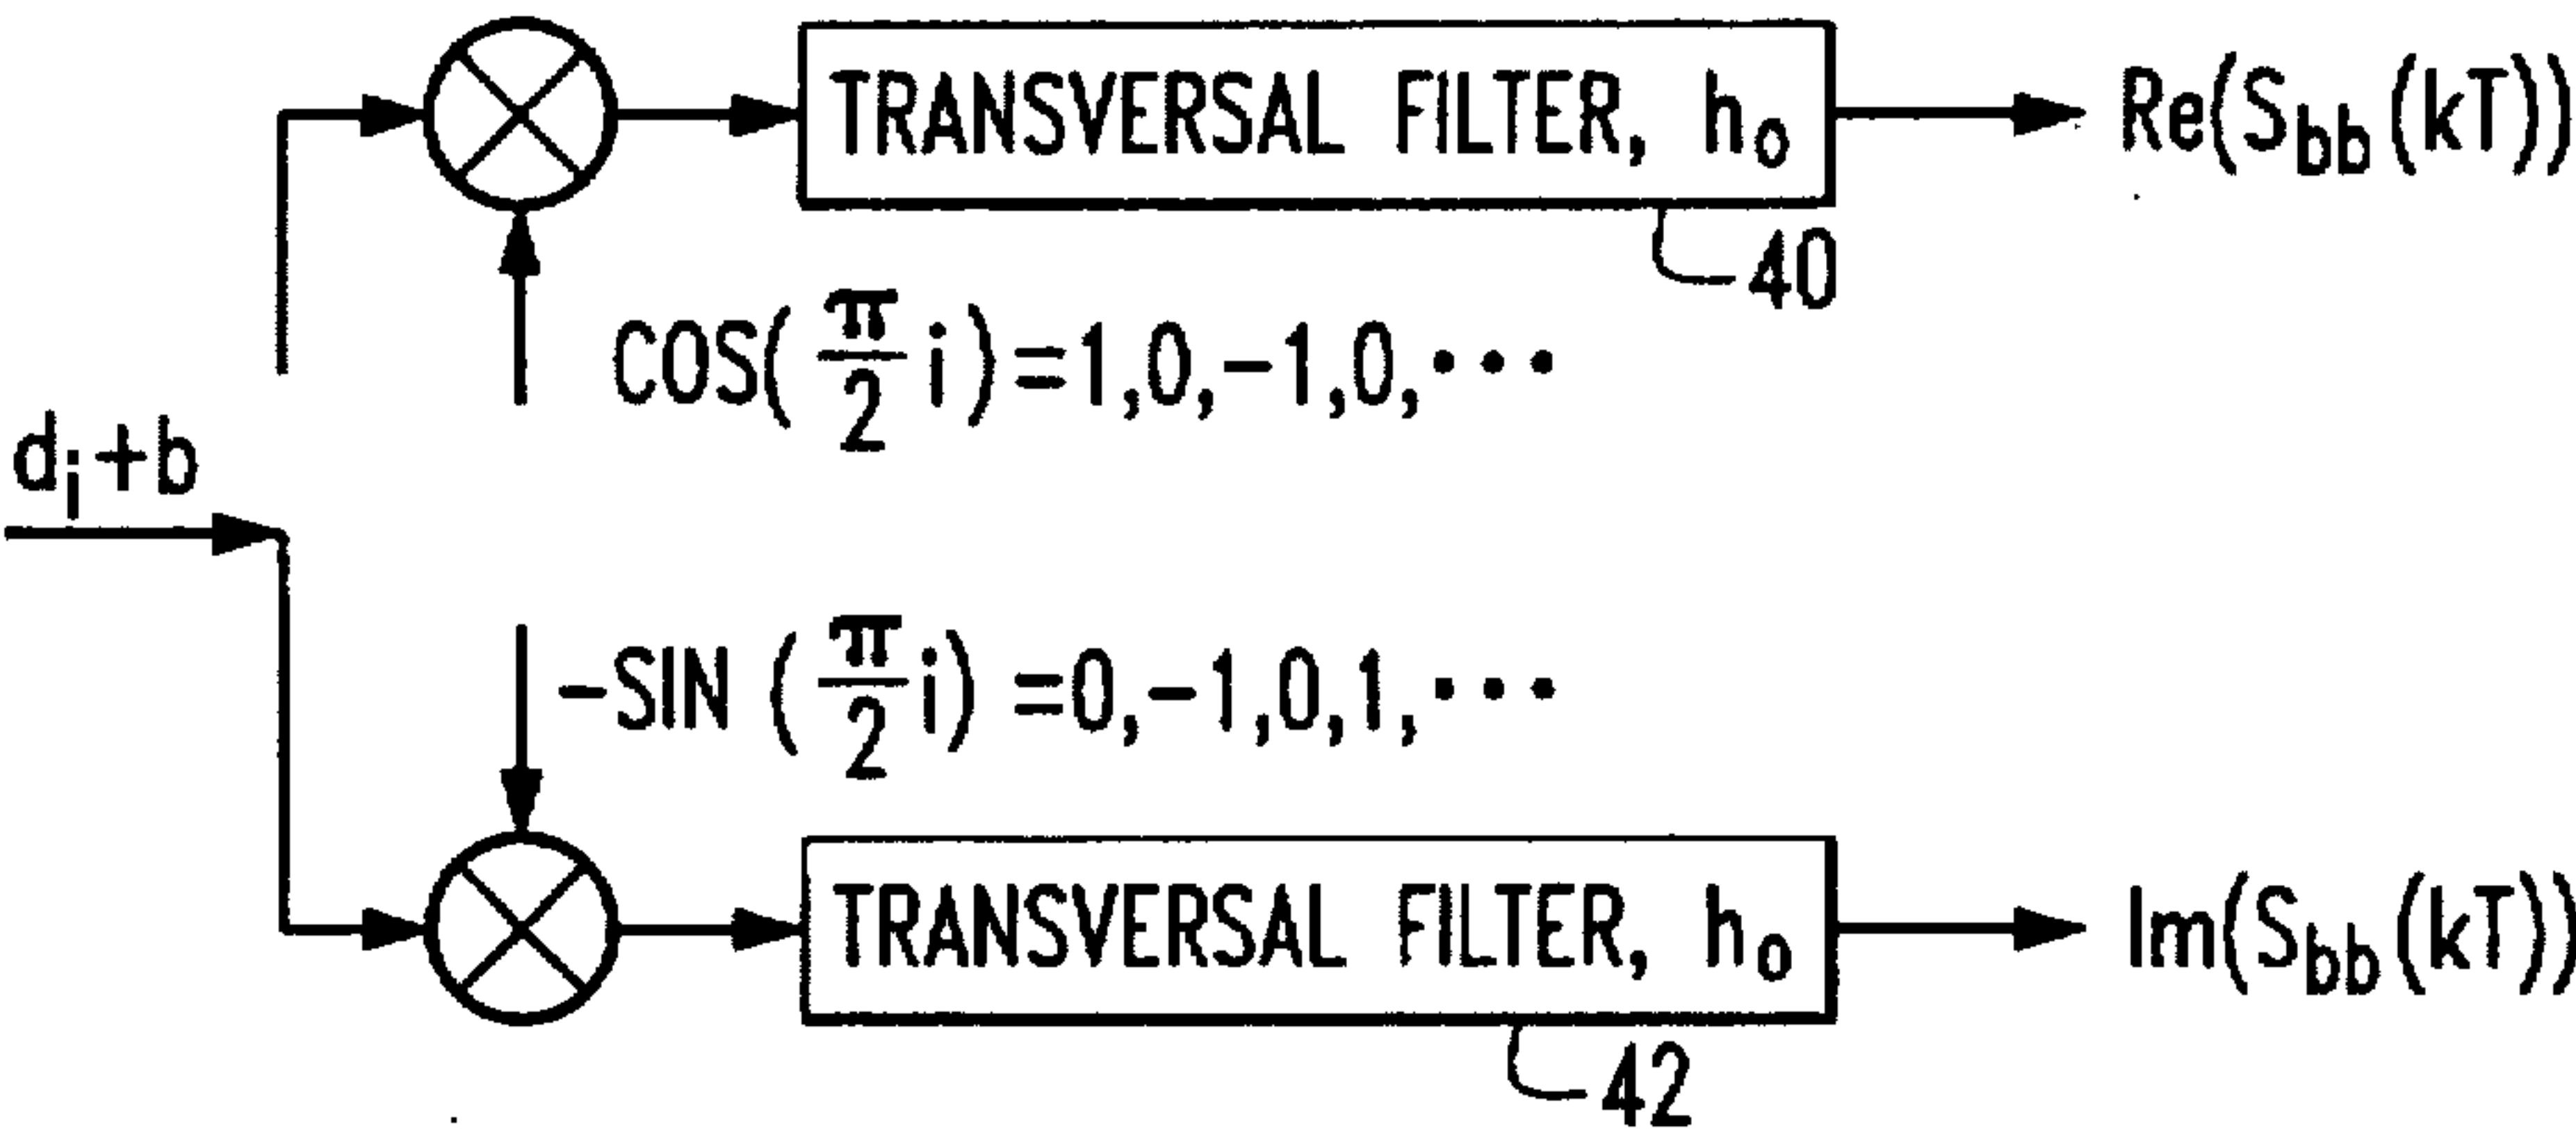 TRANSVERSAL FILTER, h₀
Re(S_bb(kT))
40
COS(π/2 i)=1,0,-1,0,···
d_i+b
-SIN (π/2 i)=0,-1,0,1,···
TRANSVERSAL FILTER, h₀
Im(S_bb(kT))
42